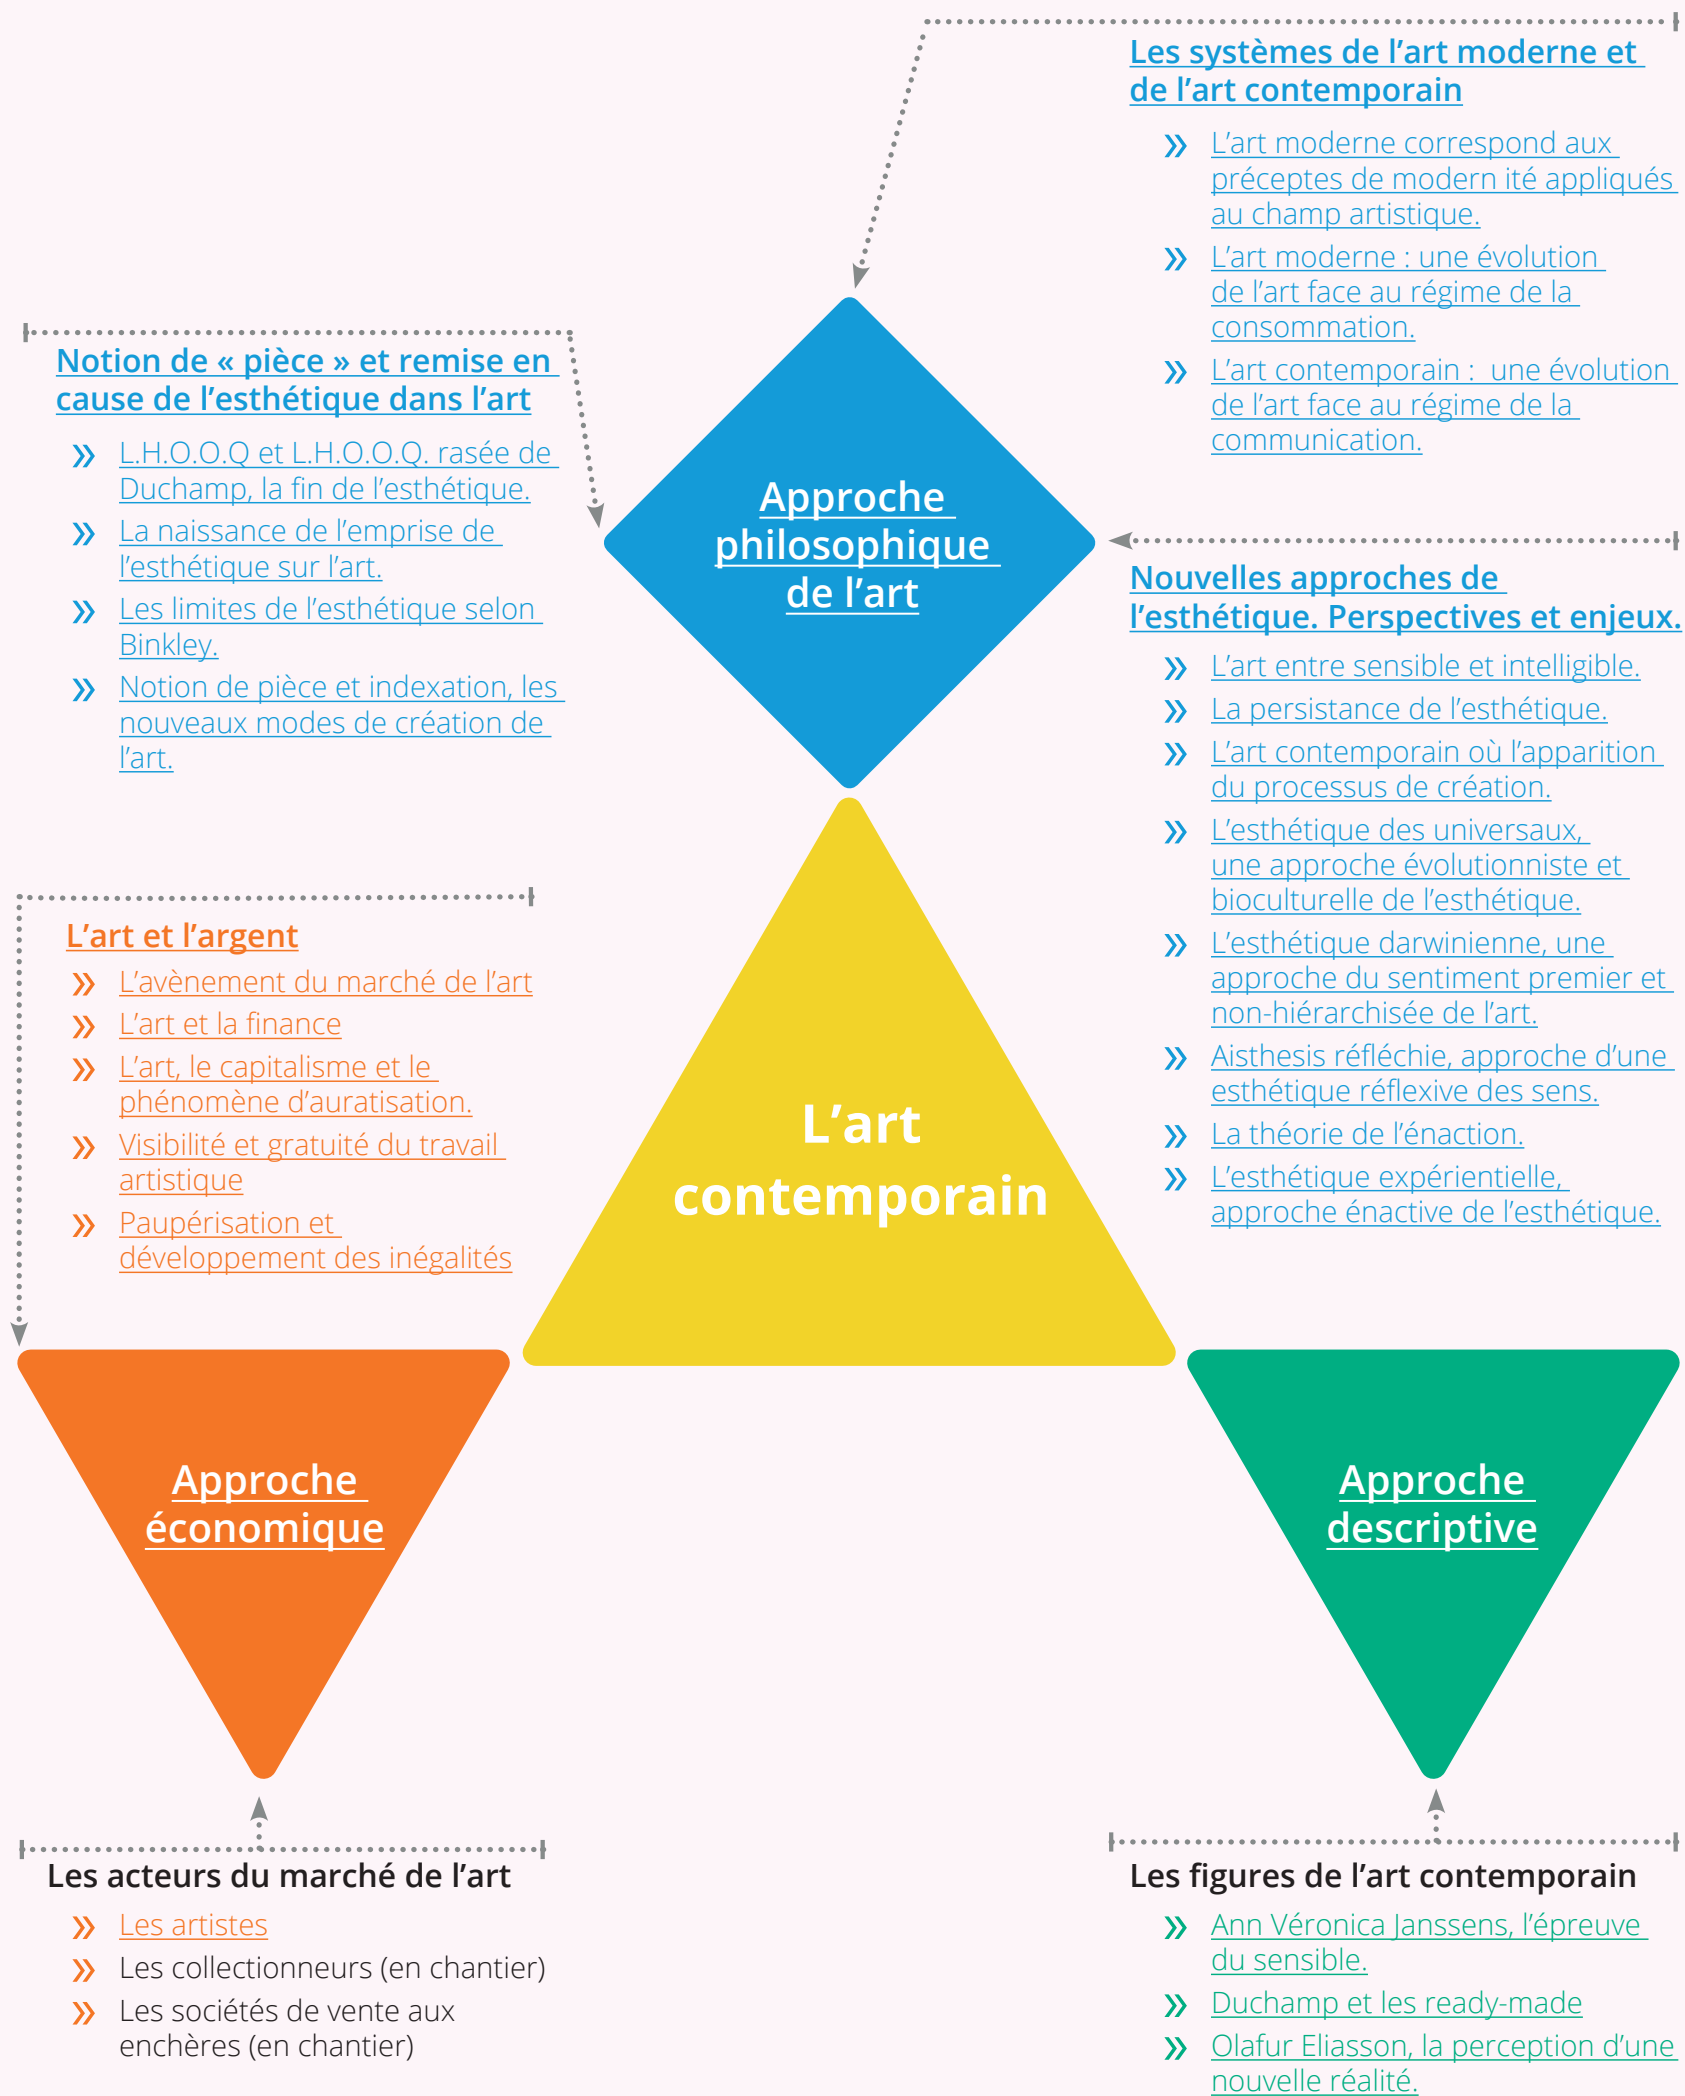 Les systèmes de l’art moderne et
de l’art contemporain
L’art moderne correspond aux
préceptes de modern ité appliqués
au champ artistique.
L’art moderne : une évolution
de l’art face au régime de la
consommation.
L’art contemporain :  une évolution
de l’art face au régime de la
communication.
Notion de « pièce » et remise en
cause de l’esthétique dans l’art
L.H.O.O.Q et L.H.O.O.Q. rasée de
Duchamp, la fin de l’esthétique.
La naissance de l’emprise de
l’esthétique sur l’art.
Les limites de l’esthétique selon
Binkley.
Notion de pièce et indexation, les
nouveaux modes de création de
l’art.
Approche
philosophique
de l’art
Nouvelles approches de
l’esthétique. Perspectives et enjeux.
L’art entre sensible et intelligible.
La persistance de l’esthétique.
L’art contemporain où l’apparition
du processus de création.
L’esthétique des universaux,
une approche évolutionniste et
bioculturelle de l’esthétique.
L’esthétique darwinienne, une
approche du sentiment premier et
non-hiérarchisée de l’art.
Aisthesis réfléchie, approche d’une
esthétique réflexive des sens.
La théorie de l’énaction.
L’esthétique expérientielle,
approche énactive de l’esthétique.
L’art et l’argent
L’avènement du marché de l’art
L’art et la finance
L’art, le capitalisme et le
phénomène d’auratisation.
Visibilité et gratuité du travail
artistique
Paupérisation et
développement des inégalités
L’art
contemporain
Approche
économique
Approche
descriptive
Les acteurs du marché de l’art
Les artistes
Les collectionneurs (en chantier)
Les sociétés de vente aux
enchères (en chantier)
Les figures de l’art contemporain
Ann Véronica Janssens, l’épreuve
du sensible.
Duchamp et les ready-made
Olafur Eliasson, la perception d’une
nouvelle réalité.